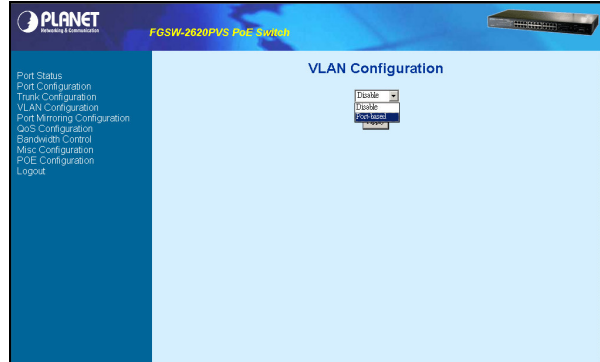 PLANET
Networking & Communication
FGSW-2620PVS PoE Switch
Port Status
Port Configuration
Trunk Configuration
VLAN Configuration
Port Mirroring Configuration
QoS Configuration
Bandwidth Control
Misc Configuration
POE Configuration
Logout
VLAN Configuration
Disable
Disable
Port-based